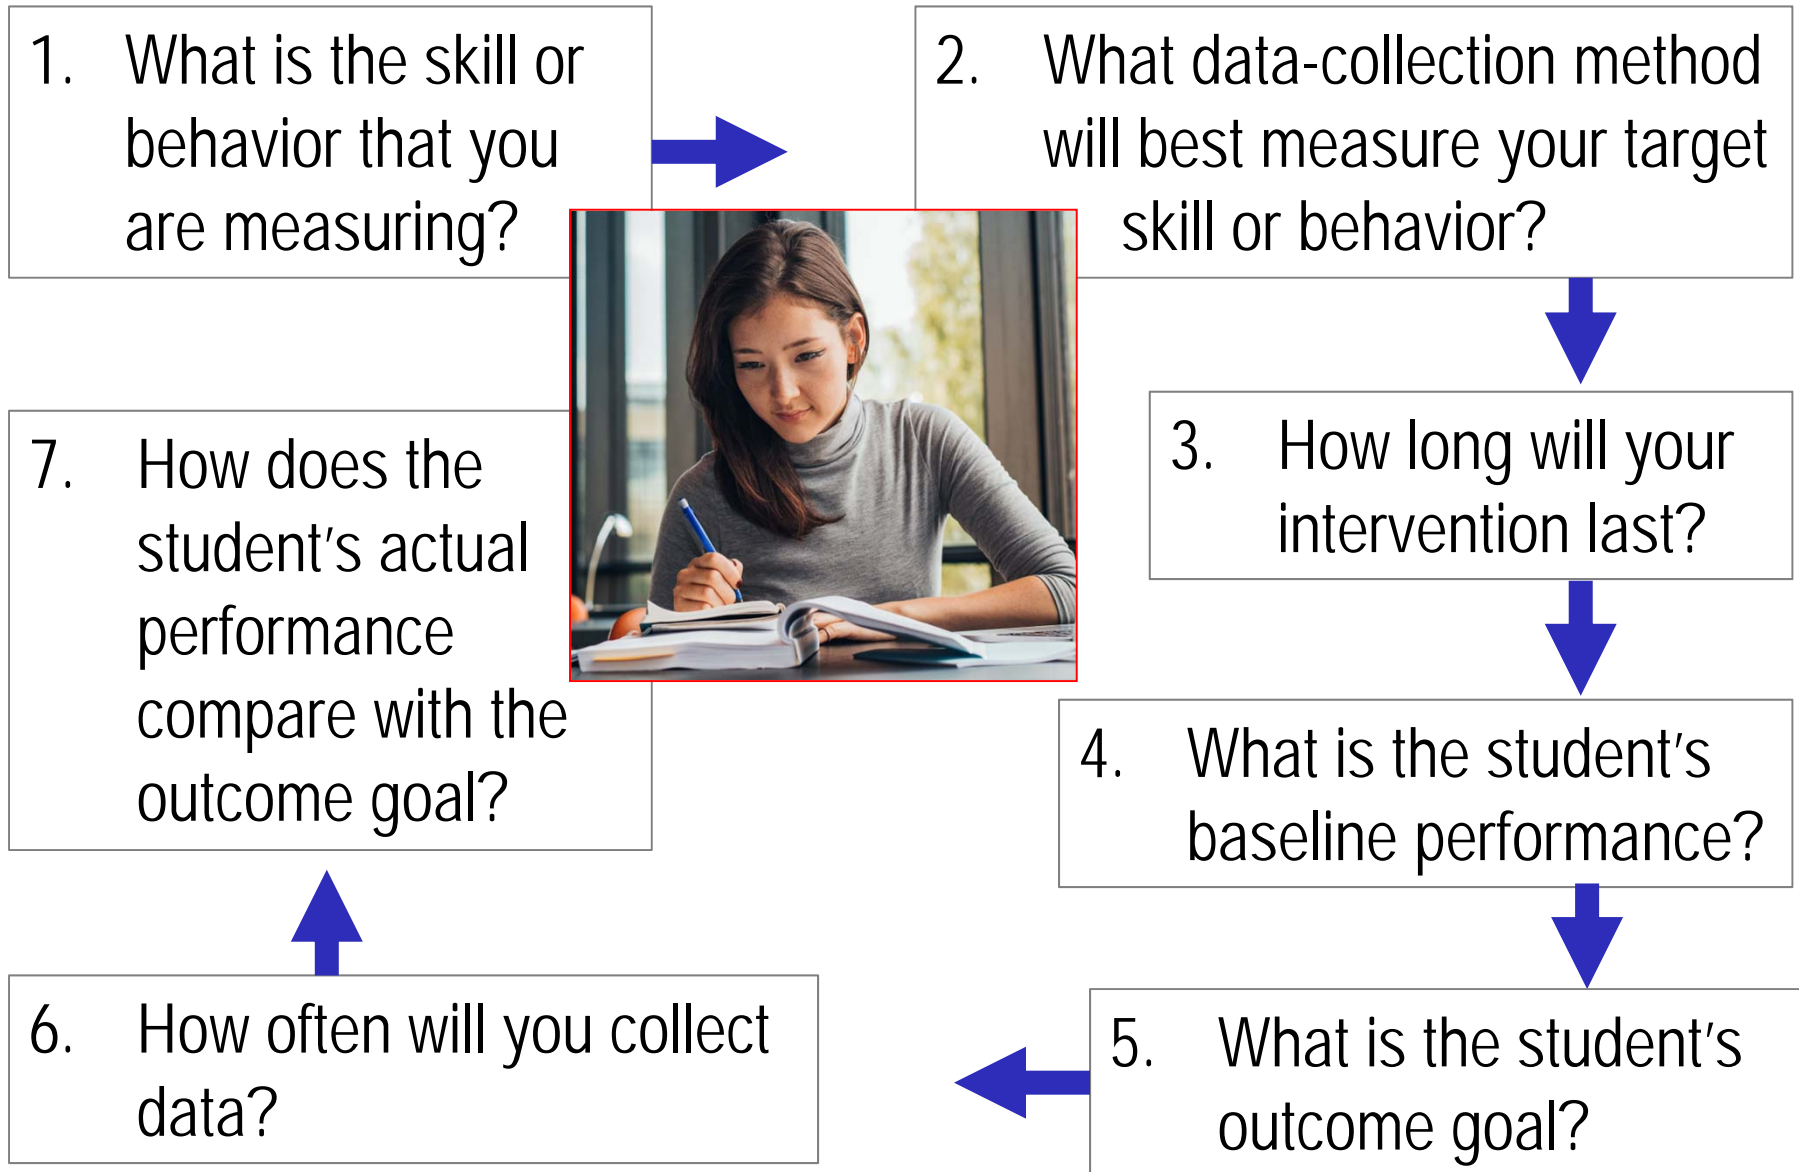 1. What is the skill or
behavior that you
are measuring?
2. What data-collection method
will best measure your target
skill or behavior?
3. How long will your
intervention last?
4. What is the student's
baseline performance?
5. What is the student's
outcome goal?
6. How often will you collect
data?
7. How does the
student's actual
performance
compare with the
outcome goal?